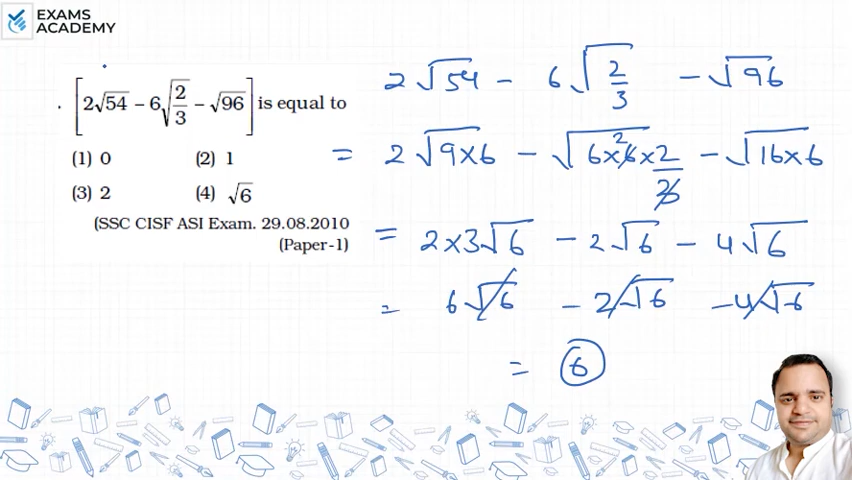 EXAMS
ACADEMY
. [2√54 − 6√(2/3) − √96] is equal to
(1) 0 (2) 1
(3) 2 (4) √6
(SSC CISF ASI Exam. 29.08.2010
(Paper-1)
2√54 − 6√(2/3) − √96
= 2√9×6 − √(6×6×2/3) − √16×6
= 2×3√6 − 2√6 − 4√6
= 6√6 − 2√6 − 4√6
= 6